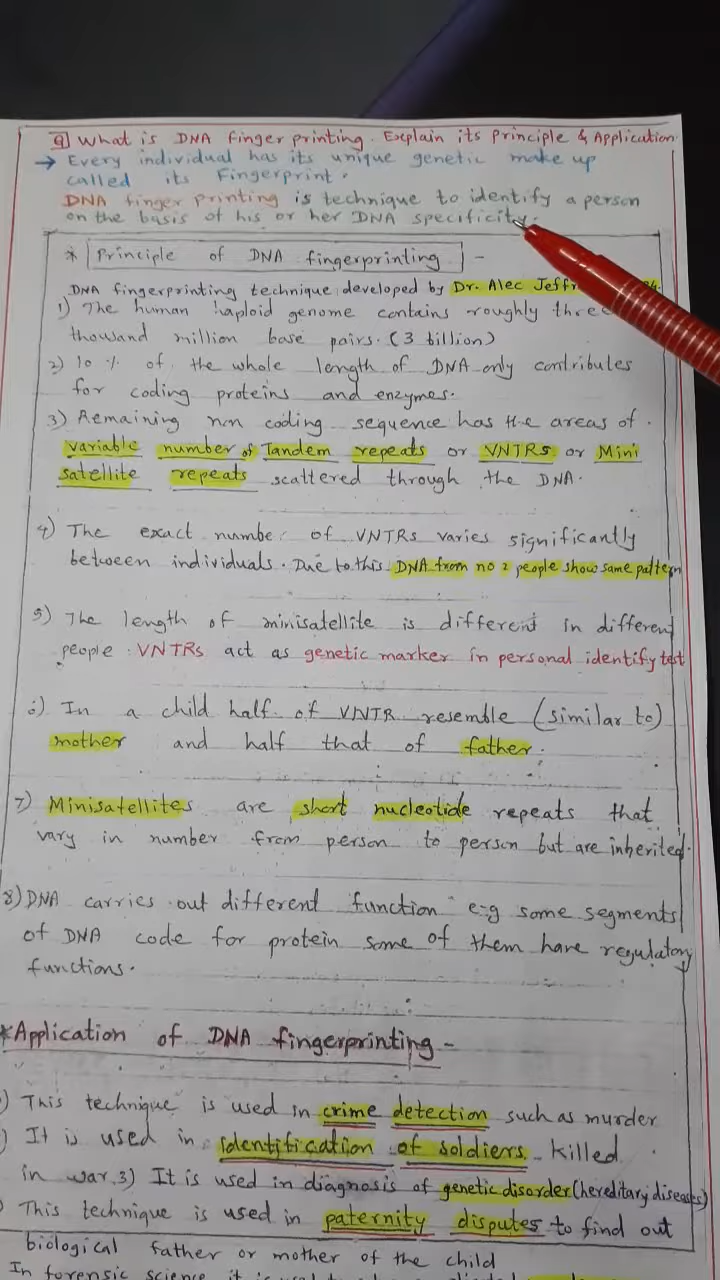 Q] What is DNA finger printing. Explain its principle & Application.
→ Every individual has its unique genetic make up
called its Fingerprint.
DNA finger printing is technique to identify a person
on the basis of his or her DNA specificity.
* Principle of DNA fingerprinting -
DNA fingerprinting technique developed by Dr. Alec
1) The human haploid genome contains roughly
thousand million base pairs. (3 billion)
2) 10 % of the whole length of DNA only contributes
for coding proteins and enzymes.
3) Remaining non coding sequence has the areas of
variable number of Tandem repeats or VNTRS or Mini
satellite repeats scattered through the DNA.
4) The exact number of VNTRs varies significantly
between individuals. Due to this DNA from no 2 people show same pattern
5) The length of minisatellite is different in different
people. VNTRs act as genetic marker in personal identify test
6) In a child half of VNTR resemble (similar to)
mother and half that of father.
7) Minisatellites are short nucleotide repeats that
vary in number from person to person but are inherited.
8) DNA carries out different function e.g some segments
of DNA code for protein some of them have regulatory
functions.
*Application of DNA fingerprinting -
) This technique is used in crime detection such as murder
) It is used in identification of soldiers killed
in war. 3) It is used in diagnosis of genetic disorder (hereditary diseases)
) This technique is used in paternity disputes to find out
biological father or mother of the child
In forensic science it is